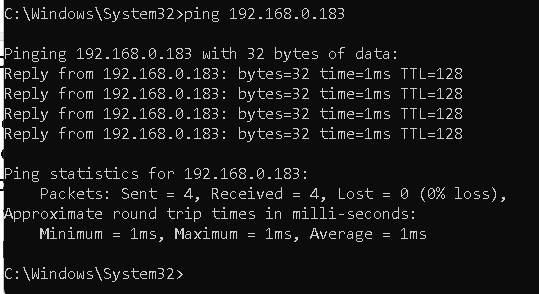 C:\Windows\System32>ping 192.168.0.183
Pinging 192.168.0.183 with 32 bytes of data:
Reply from 192.168.0.183: bytes=32 time=1ms TTL=128
Reply from 192.168.0.183: bytes=32 time=1ms TTL=128
Reply from 192.168.0.183: bytes=32 time=1ms TTL=128
Reply from 192.168.0.183: bytes=32 time=1ms TTL=128
Ping statistics for 192.168.0.183:
    Packets: Sent = 4, Received = 4, Lost = 0 (0% loss),
Approximate round trip times in milli-seconds:
    Minimum = 1ms, Maximum = 1ms, Average = 1ms
C:\Windows\System32>